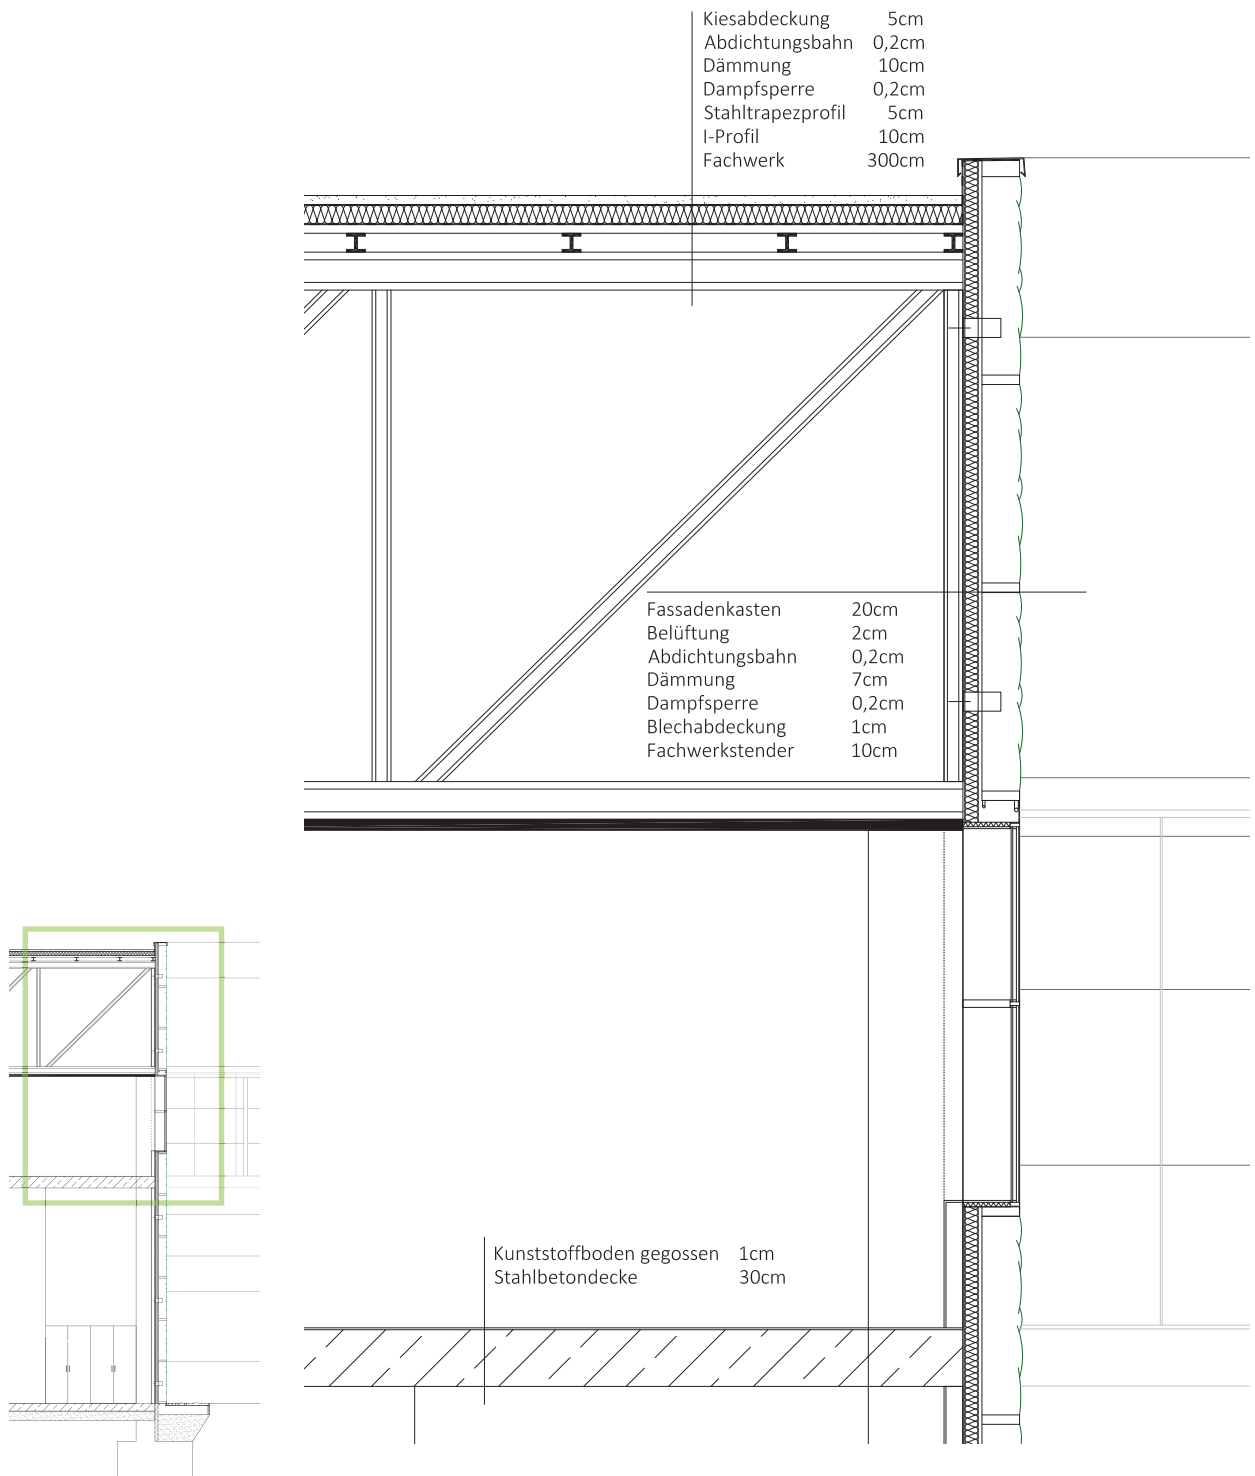 Kiesabdeckung 5cm
Abdichtungsbahn 0,2cm
Dämmung 10cm
Dampfsperre 0,2cm
Stahltrapezprofil 5cm
I-Profil 10cm
Fachwerk 300cm
Fassadenkasten 20cm
Belüftung 2cm
Abdichtungsbahn 0,2cm
Dämmung 7cm
Dampfsperre 0,2cm
Blechabdeckung 1cm
Fachwerkstender 10cm
Kunststoffboden gegossen 1cm
Stahlbetondecke 30cm